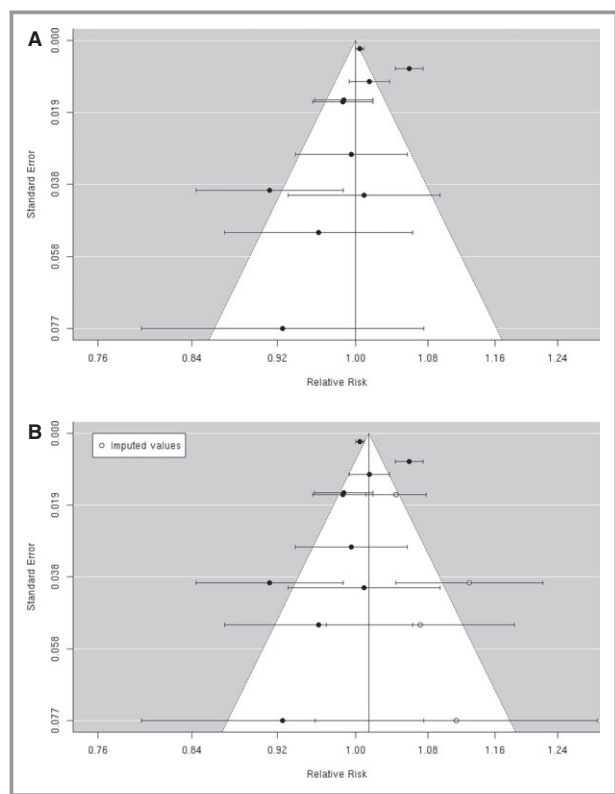 A
0.000
0.019
0.038
0.058
0.077
Standard Error
0.76 0.84 0.92 1.00 1.08 1.16 1.24
Relative Risk
B
Imputed values
0.000
0.019
0.038
0.058
0.077
Standard Error
0.76 0.84 0.92 1.00 1.08 1.16 1.24
Relative Risk